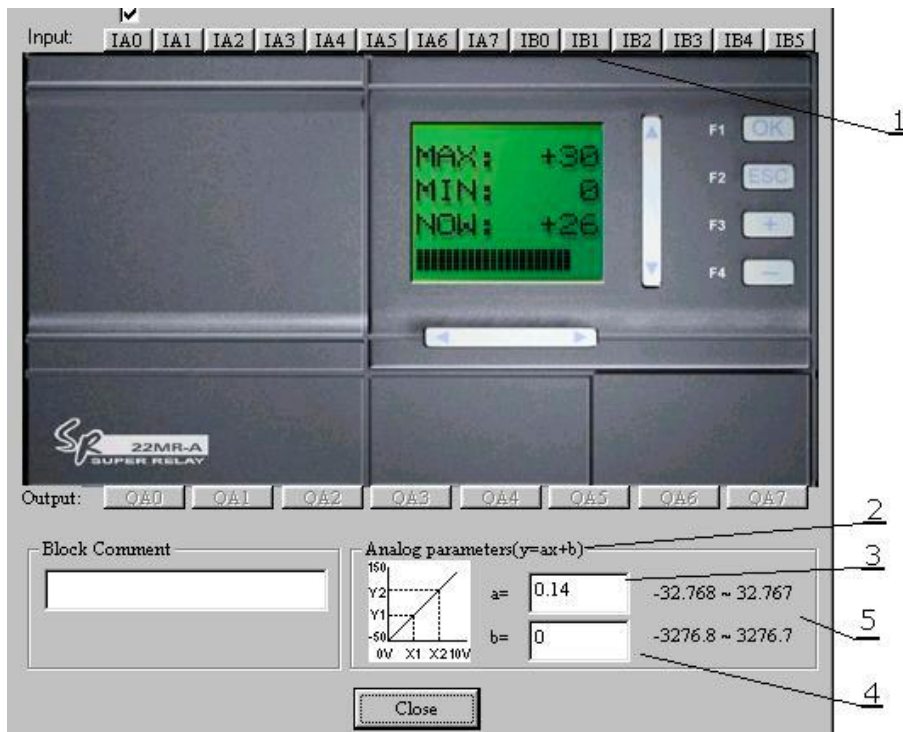 Input: IA0 IA1 IA2 IA3 IA4 IA5 IA6 IA7 IB0 IB1 IB2 IB3 IB4 IB5
1
MAX: +30
MIN: 0
NOW: +26
F1 OK
F2 ESC
F3 +
F4 −
SR 22MR-A
SUPER RELAY
Output: QA0 QA1 QA2 QA3 QA4 QA5 QA6 QA7
2
Block Comment
Analog parameters(y=ax+b)
3
150
Y2
Y1
-50
0V X1 X2 10V
a= 0.14 -32.768 ~ 32.767
5
b= 0 -3276.8 ~ 3276.7
4
Close